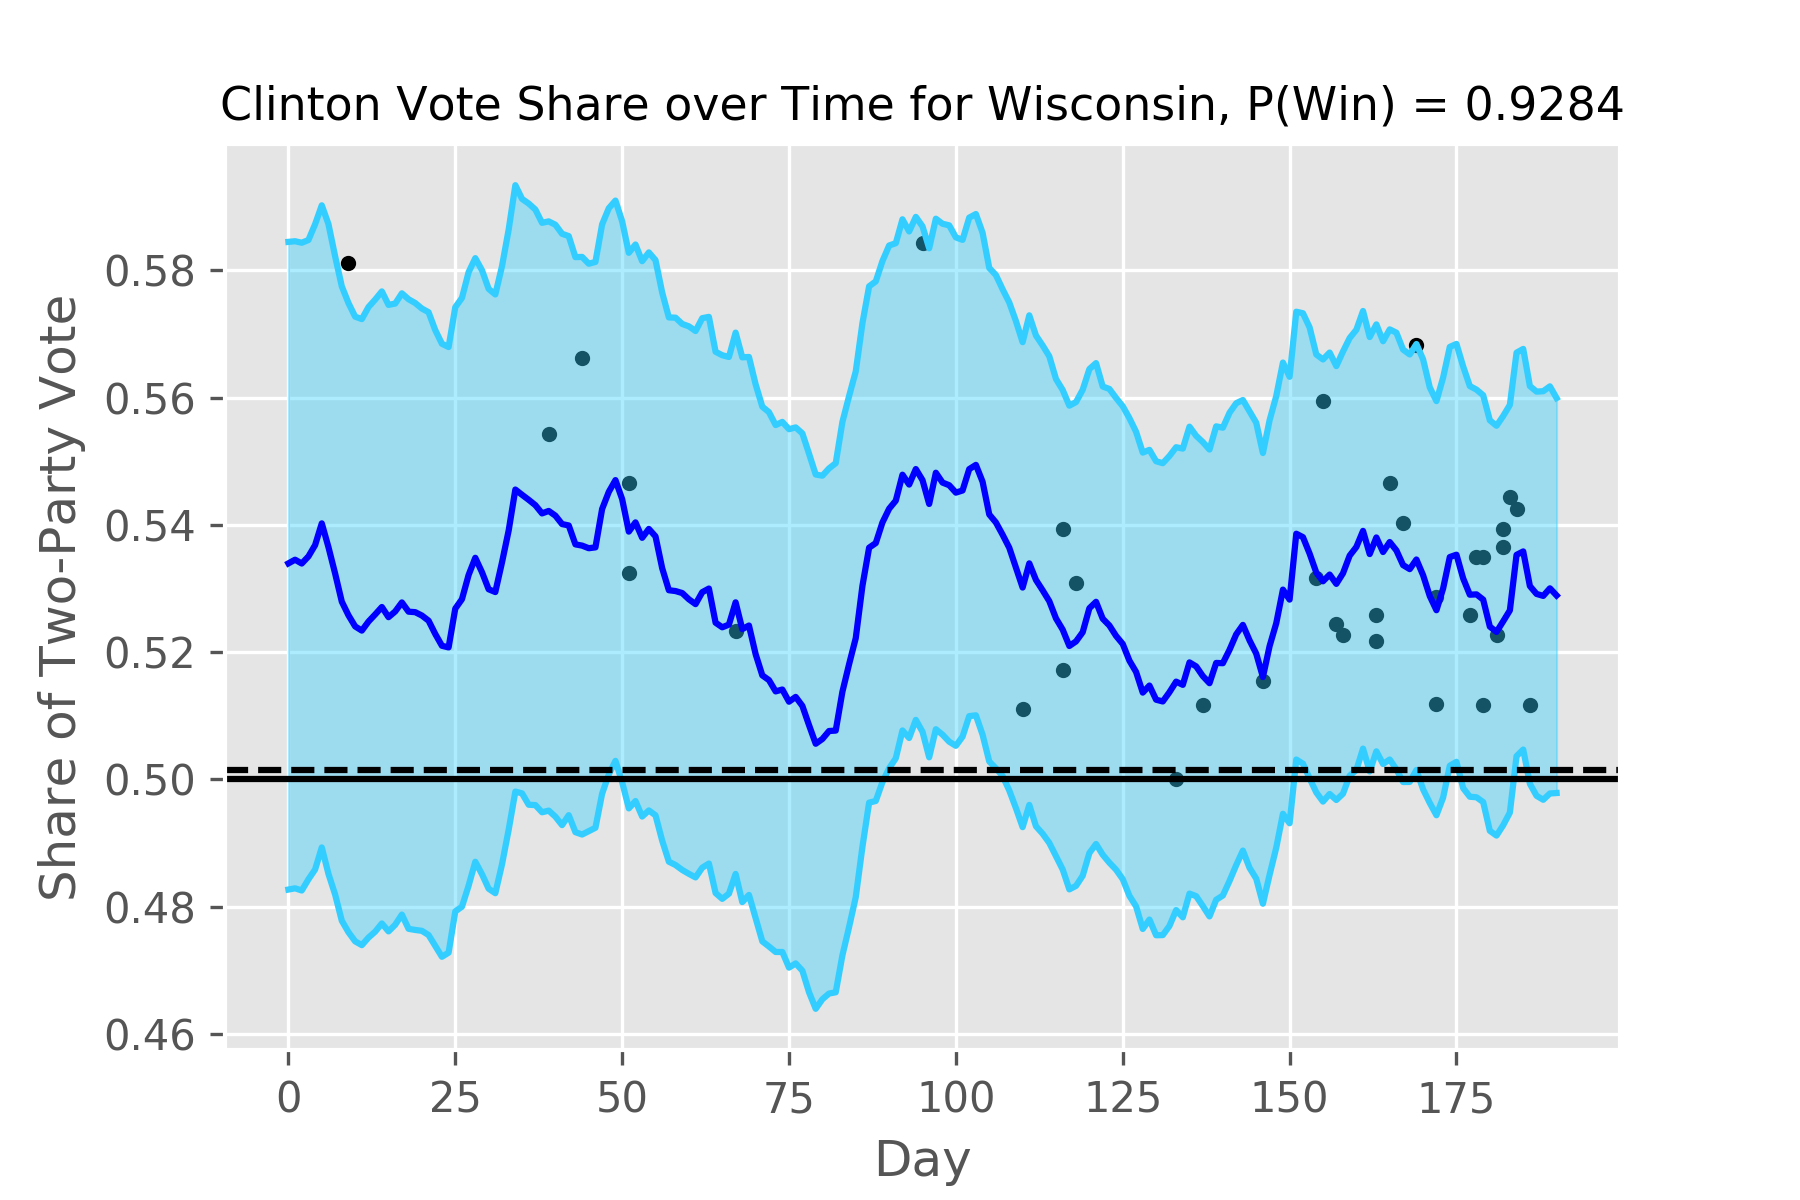 Clinton Vote Share over Time for Wisconsin, P(Win) = 0.9284
Share of Two-Party Vote
0.58
0.56
0.54
0.52
0.50
0.48
0.46
0 25 50 75 100 125 150 175
Day